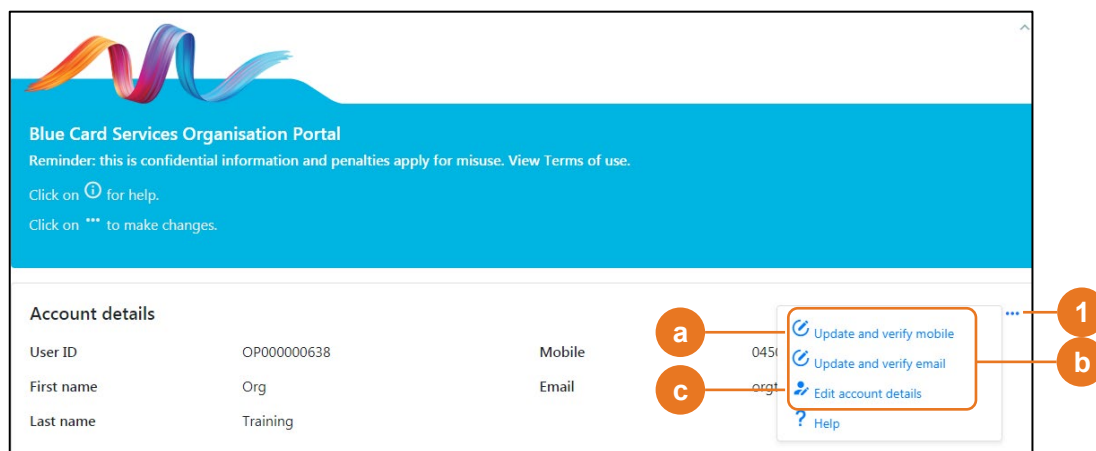 Blue Card Services Organisation Portal
Reminder: this is confidential information and penalties apply for misuse. View Terms of use.
Click on ⓘ for help.
Click on ••• to make changes.
Account details
1
a
Update and verify mobile
User ID OP000000638 Mobile 045
Update and verify email
b
First name Org Email orgt
c
Edit account details
Last name Training
? Help